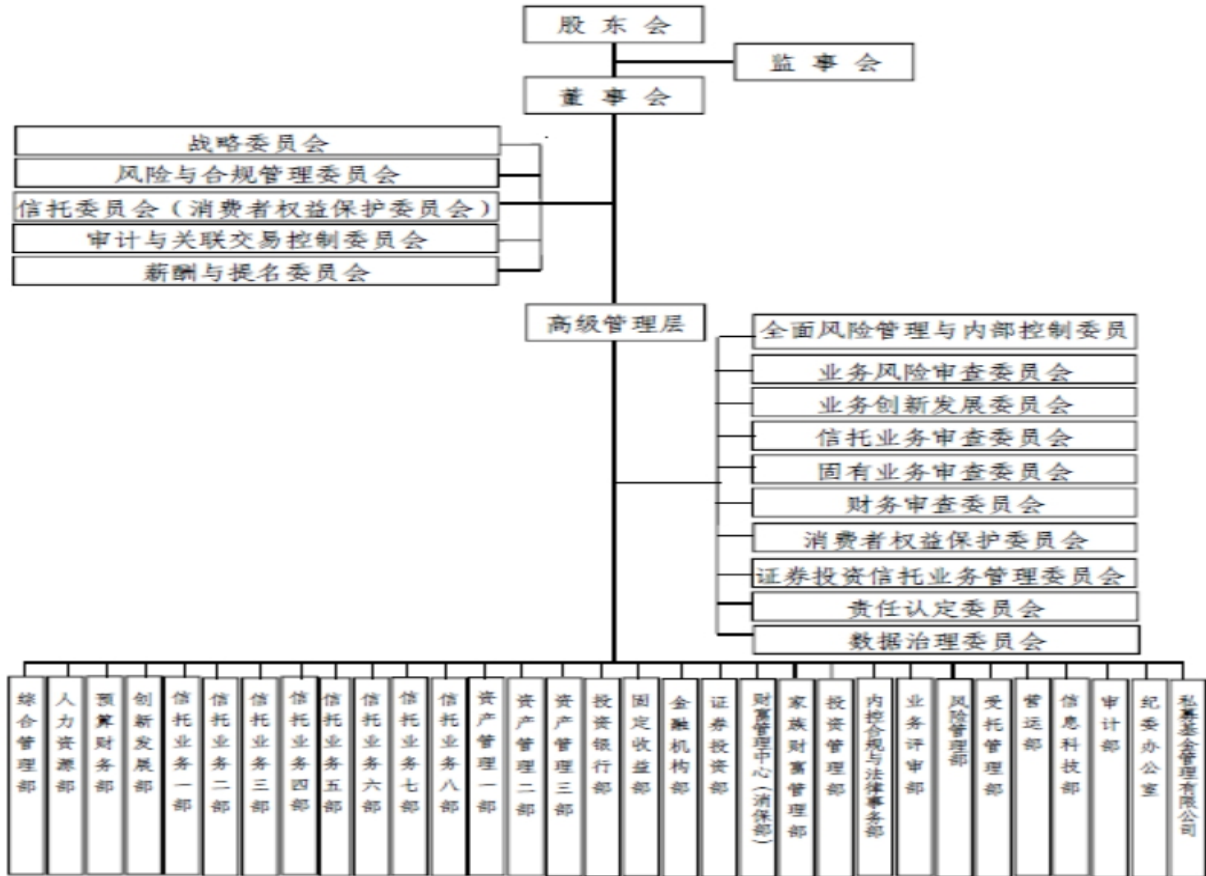 股东会
监事会
董事会
战略委员会
风险与合规管理委员会
信托委员会（消费者权益保护委员会）
审计与关联交易控制委员会
薪酬与提名委员会
高级管理层
全面风险管理与内部控制委员
业务风险审查委员会
业务创新发展委员会
信托业务审查委员会
固有业务审查委员会
财务审查委员会
消费者权益保护委员会
证券投资信托业务管理委员会
责任认定委员会
数据治理委员会
综合管理部
人力资源部
预算财务部
创新发展部
信托业务一部
信托业务二部
信托业务三部
信托业务四部
信托业务五部
信托业务六部
信托业务七部
信托业务八部
资产管理一部
资产管理二部
资产管理三部
投资银行部
固定收益部
金融机构部
证券投资部
财富管理中心（消保部）
家族财富管理部
投资管理部
内控合规与法律事务部
业务评审部
风险管理部
受托管理部
营运部
信息科技部
审计部
纪委办公室
私募基金管理有限公司